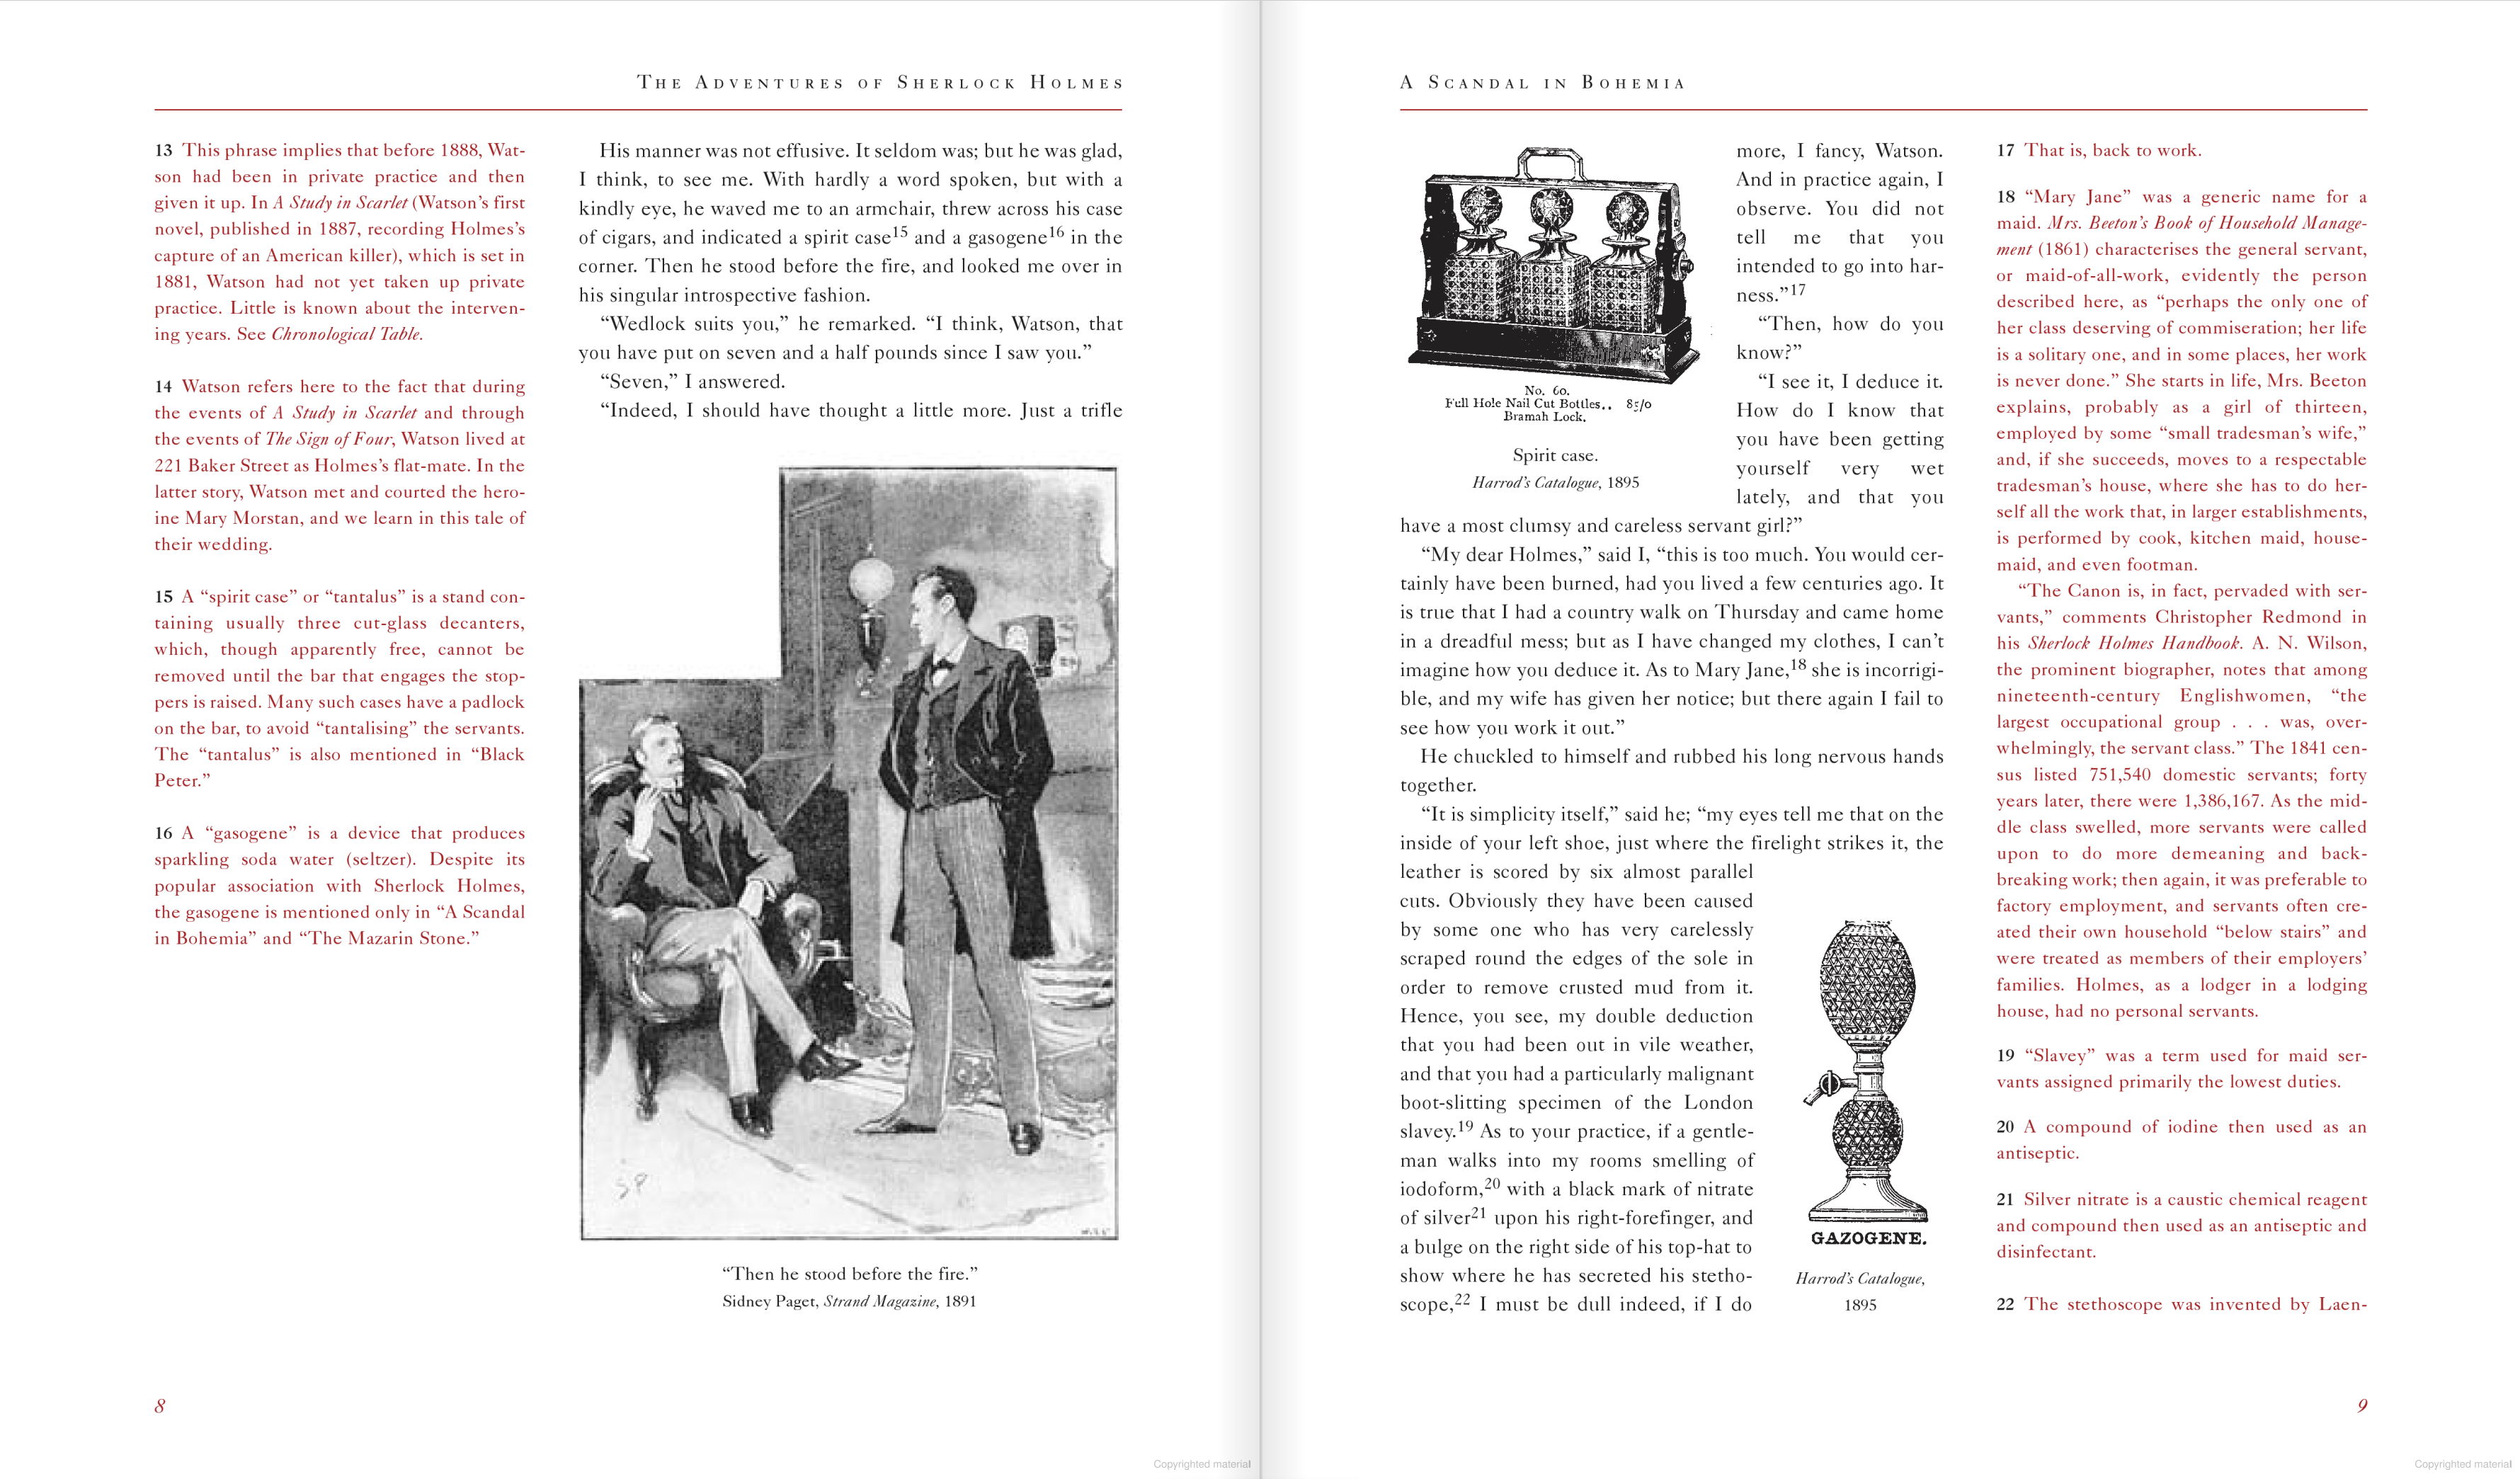 THE ADVENTURES OF SHERLOCK HOLMES
13 This phrase implies that before 1888, Wat-
son had been in private practice and then
given it up. In A Study in Scarlet (Watson's first
novel, published in 1887, recording Holmes's
capture of an American killer), which is set in
1881, Watson had not yet taken up private
practice. Little is known about the interven-
ing years. See Chronological Table.
14 Watson refers here to the fact that during
the events of A Study in Scarlet and through
the events of The Sign of Four, Watson lived at
221 Baker Street as Holmes's flat-mate. In the
latter story, Watson met and courted the hero-
ine Mary Morstan, and we learn in this tale of
their wedding.
15 A “spirit case” or “tantalus” is a stand con-
taining usually three cut-glass decanters,
which, though apparently free, cannot be
removed until the bar that engages the stop-
pers is raised. Many such cases have a padlock
on the bar, to avoid “tantalising” the servants.
The “tantalus” is also mentioned in “Black
Peter.”
16 A “gasogene” is a device that produces
sparkling soda water (seltzer). Despite its
popular association with Sherlock Holmes,
the gasogene is mentioned only in “A Scandal
in Bohemia” and “The Mazarin Stone.”
His manner was not effusive. It seldom was; but he was glad,
I think, to see me. With hardly a word spoken, but with a
kindly eye, he waved me to an armchair, threw across his case
of cigars, and indicated a spirit case15 and a gasogene16 in the
corner. Then he stood before the fire, and looked me over in
his singular introspective fashion.
“Wedlock suits you,” he remarked. “I think, Watson, that
you have put on seven and a half pounds since I saw you.”
“Seven,” I answered.
“Indeed, I should have thought a little more. Just a trifle
SP
“Then he stood before the fire.”
Sidney Paget, Strand Magazine, 1891
8
Copyrighted material
A SCANDAL IN BOHEMIA
No. 60.
Full Hole Nail Cut Bottles.. 85/0
Bramah Lock.
Spirit case.
Harrod's Catalogue, 1895
more, I fancy, Watson.
And in practice again, I
observe. You did not
tell me that you
intended to go into har-
ness.”17
“Then, how do you
know?”
“I see it, I deduce it.
How do I know that
you have been getting
yourself very wet
lately, and that you
have a most clumsy and careless servant girl?”
“My dear Holmes,” said I, “this is too much. You would cer-
tainly have been burned, had you lived a few centuries ago. It
is true that I had a country walk on Thursday and came home
in a dreadful mess; but as I have changed my clothes, I can't
imagine how you deduce it. As to Mary Jane,18 she is incorrigi-
ble, and my wife has given her notice; but there again I fail to
see how you work it out.”
He chuckled to himself and rubbed his long nervous hands
together.
“It is simplicity itself,” said he; “my eyes tell me that on the
inside of your left shoe, just where the firelight strikes it, the
leather is scored by six almost parallel
cuts. Obviously they have been caused
by some one who has very carelessly
scraped round the edges of the sole in
order to remove crusted mud from it.
Hence, you see, my double deduction
that you had been out in vile weather,
and that you had a particularly malignant
boot-slitting specimen of the London
slavey.19 As to your practice, if a gentle-
man walks into my rooms smelling of
iodoform,20 with a black mark of nitrate
of silver21 upon his right-forefinger, and
a bulge on the right side of his top-hat to
show where he has secreted his stetho-
scope,22 I must be dull indeed, if I do
GAZOGENE.
Harrod's Catalogue,
1895
17 That is, back to work.
18 “Mary Jane” was a generic name for a
maid. Mrs. Beeton's Book of Household Manage-
ment (1861) characterises the general servant,
or maid-of-all-work, evidently the person
described here, as “perhaps the only one of
her class deserving of commiseration; her life
is a solitary one, and in some places, her work
is never done.” She starts in life, Mrs. Beeton
explains, probably as a girl of thirteen,
employed by some “small tradesman's wife,”
and, if she succeeds, moves to a respectable
tradesman's house, where she has to do her-
self all the work that, in larger establishments,
is performed by cook, kitchen maid, house-
maid, and even footman.
“The Canon is, in fact, pervaded with ser-
vants,” comments Christopher Redmond in
his Sherlock Holmes Handbook. A. N. Wilson,
the prominent biographer, notes that among
nineteenth-century Englishwomen, “the
largest occupational group . . . was, over-
whelmingly, the servant class.” The 1841 cen-
sus listed 751,540 domestic servants; forty
years later, there were 1,386,167. As the mid-
dle class swelled, more servants were called
upon to do more demeaning and back-
breaking work; then again, it was preferable to
factory employment, and servants often cre-
ated their own household “below stairs” and
were treated as members of their employers'
families. Holmes, as a lodger in a lodging
house, had no personal servants.
19 “Slavey” was a term used for maid ser-
vants assigned primarily the lowest duties.
20 A compound of iodine then used as an
antiseptic.
21 Silver nitrate is a caustic chemical reagent
and compound then used as an antiseptic and
disinfectant.
22 The stethoscope was invented by Laen-
9
Copyrighted material